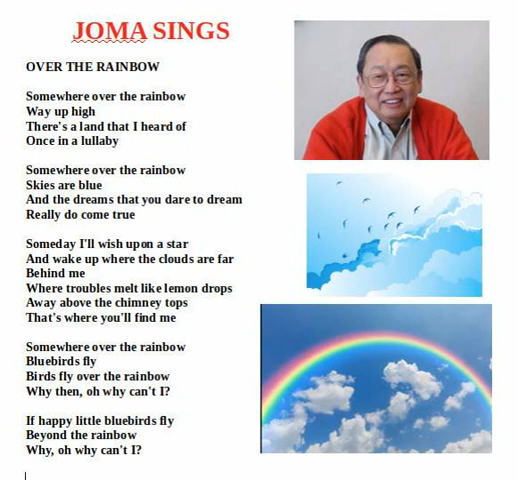 JOMA SINGS
OVER THE RAINBOW
Somewhere over the rainbow
Way up high
There's a land that I heard of
Once in a lullaby
Somewhere over the rainbow
Skies are blue
And the dreams that you dare to dream
Really do come true
Someday I'll wish upon a star
And wake up where the clouds are far
Behind me
Where troubles melt like lemon drops
Away above the chimney tops
That's where you'll find me
Somewhere over the rainbow
Bluebirds fly
Birds fly over the rainbow
Why then, oh why can't I?
If happy little bluebirds fly
Beyond the rainbow
Why, oh why can't I?